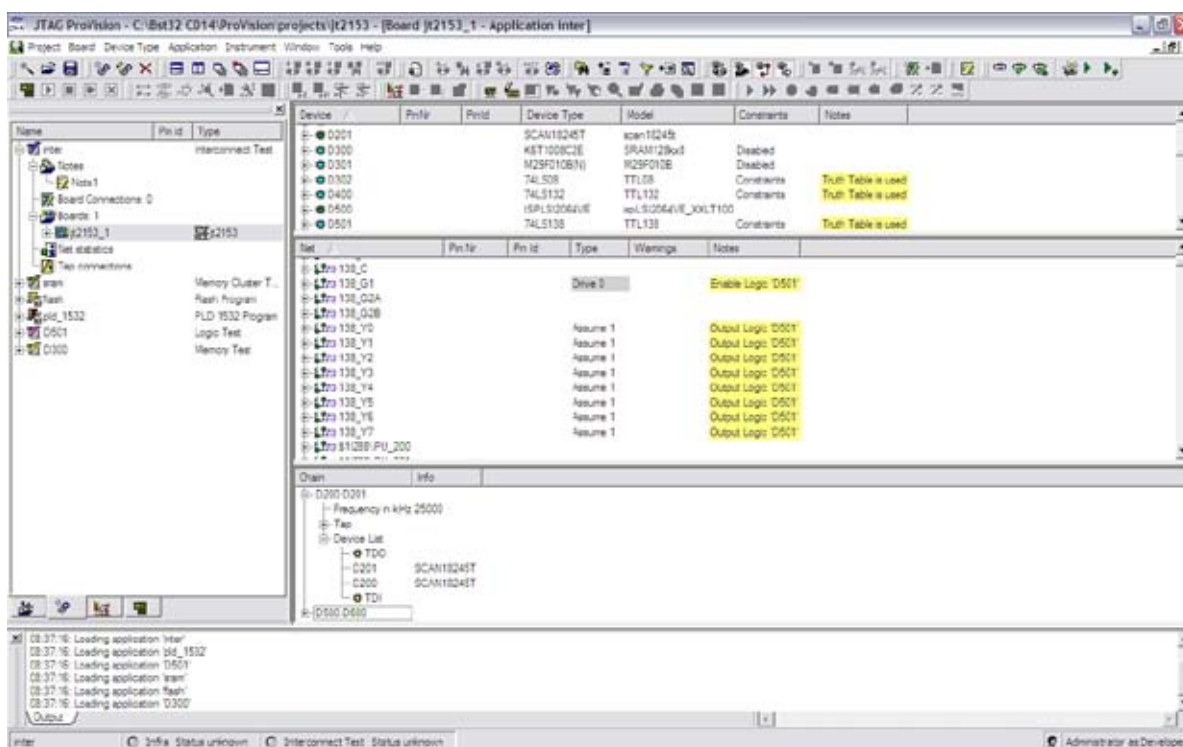 JTAG ProVision - C:\Bst32 CD14\ProVision\projects\jt2153 - [Board jt2153_1 - Application inter]
Project Board Device Type Application Instrument Window Tools Help
Name Pin id Type
inter Interconnect Test
Notes
Note1
Board Connections: 0
Boards: 1
jt2153_1 jt2153
Net statistics
Tap connections
sram Memory Cluster T...
flash Flash Program
pld_1532 PLD 1532 Program
D501 Logic Test
D300 Memory Test
Device / Pin Nr Pin Id Device Type Model Constraints Notes
D201 SCAN18245T scan18245t
D300 K6T1008C2E Disabled
D301 M29F010B(N) M29F010B Disabled
D302 74LS08 TTL08 Constraints Truth Table is used
D400 74LS132 TTL132 Constraints Truth Table is used
D500
D501 74LS138 TTL138 Constraints Truth Table is used
Net / Pin Nr Pin Id Type Warnings Notes
138_C
138_G1 Drive 0 Enable Logic 'D501'
138_G2A
138_G2B
138_Y0 Assume 1 Output Logic 'D501'
138_Y1 Assume 1 Output Logic 'D501'
138_Y2 Assume 1 Output Logic 'D501'
138_Y3 Assume 1 Output Logic 'D501'
138_Y4 Assume 1 Output Logic 'D501'
138_Y5 Assume 1 Output Logic 'D501'
138_Y6 Assume 1 Output Logic 'D501'
138_Y7 Assume 1 Output Logic 'D501'
Chain Info
D200:D201
Frequency in kHz 25000
Tap
Device List
TDO
D201 SCAN18245T
D200 SCAN18245T
TDI
08:37:16: Loading application 'inter'
08:37:16: Loading application 'pld_1532'
08:37:16: Loading application 'D501'
08:37:16: Loading application 'sram'
08:37:16: Loading application 'flash'
08:37:16: Loading application 'D300'
Output
inter Infra Status unknown Interconnect Test Status unknown Administrator as Developer